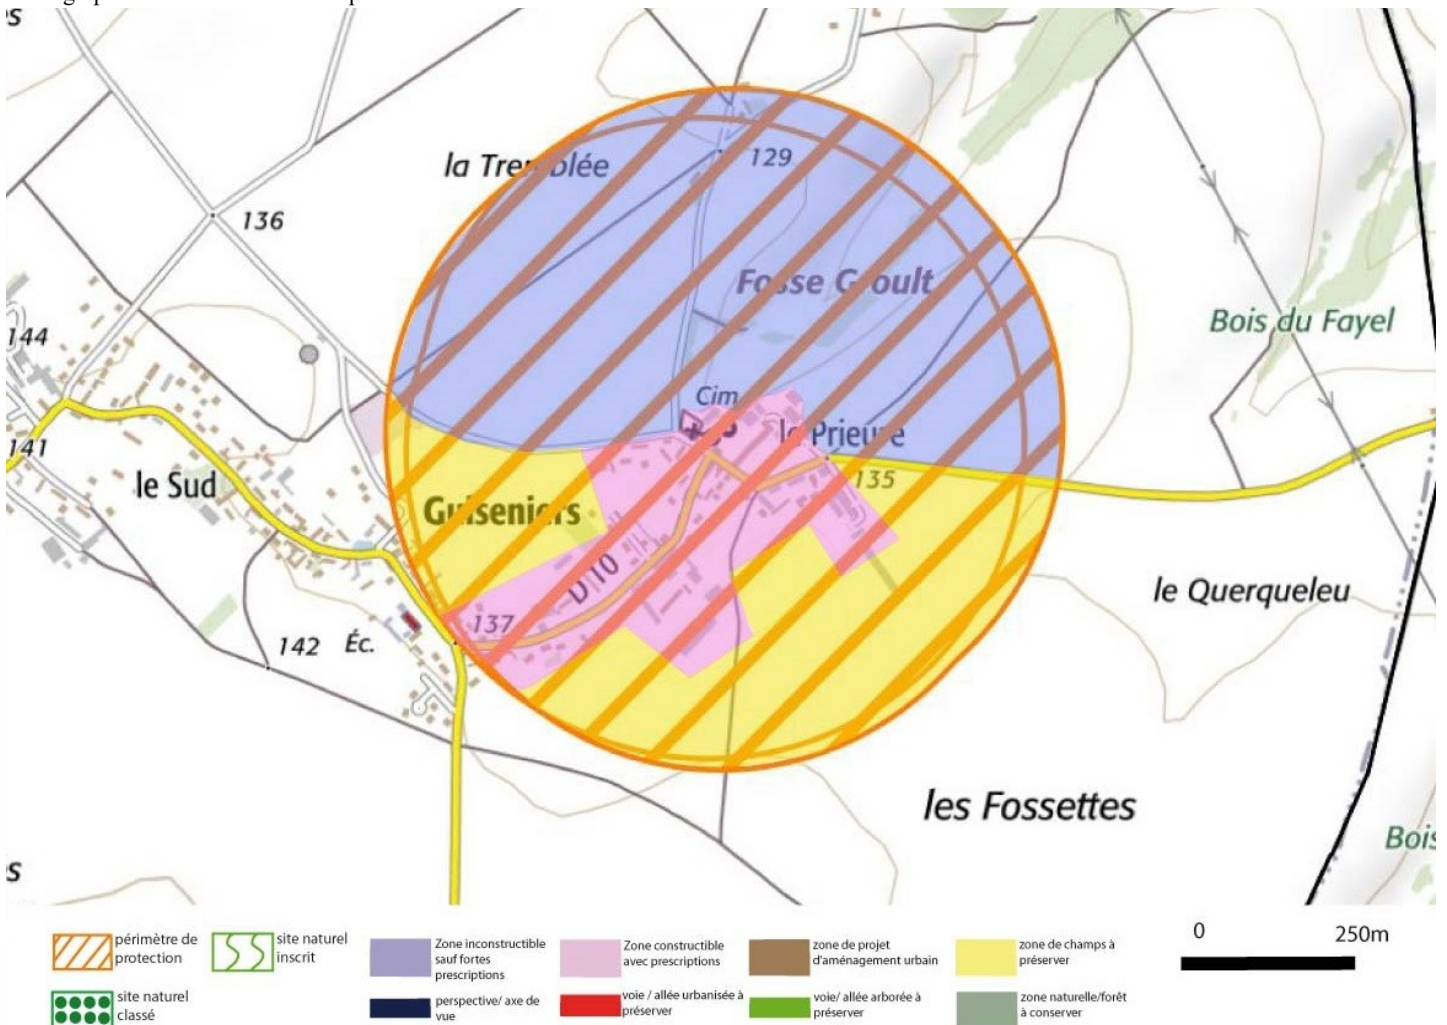 es
la Tremblée
129
136
Fosse Groult
Bois du Fayel
144
Cim
le Prieuré
141
le Sud
135
Guiseniers
D 10
le Querqueleu
137
142
Éc.
les Fossettes
Bois
s
périmètre de
protection
site naturel
inscrit
Zone inconstructible
sauf fortes
prescriptions
Zone constructible
avec prescriptions
zone de projet
d'aménagement urbain
zone de champs à
préserver
0
250m
site naturel
classé
perspective/ axe de
vue
voie / allée urbanisée à
préserver
voie/ allée arborée à
préserver
zone naturelle/forêt
à conserver